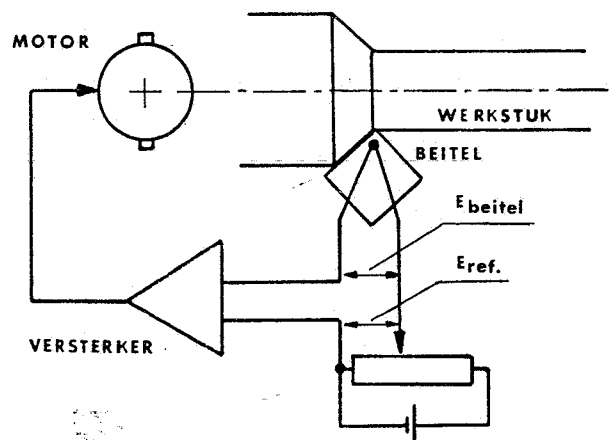 MOTOR
WERKSTUK
BEITEL
E beitel
E ref.
VERSTERKER